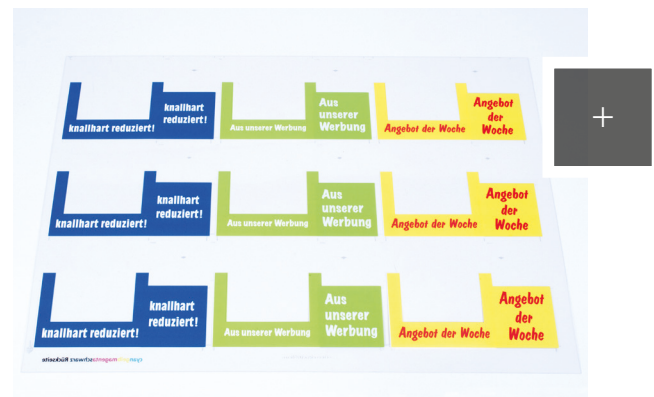 knallhart
reduziert!
knallhart reduziert!
Aus
unserer
Werbung
Aus unserer Werbung
Angebot
der
Woche
Angebot der Woche
knallhart
reduziert!
knallhart reduziert!
Aus
unserer
Werbung
Aus unserer Werbung
Angebot
der
Woche
Angebot der Woche
knallhart
reduziert!
knallhart reduziert!
Aus
unserer
Werbung
Aus unserer Werbung
Angebot
der
Woche
Angebot der Woche